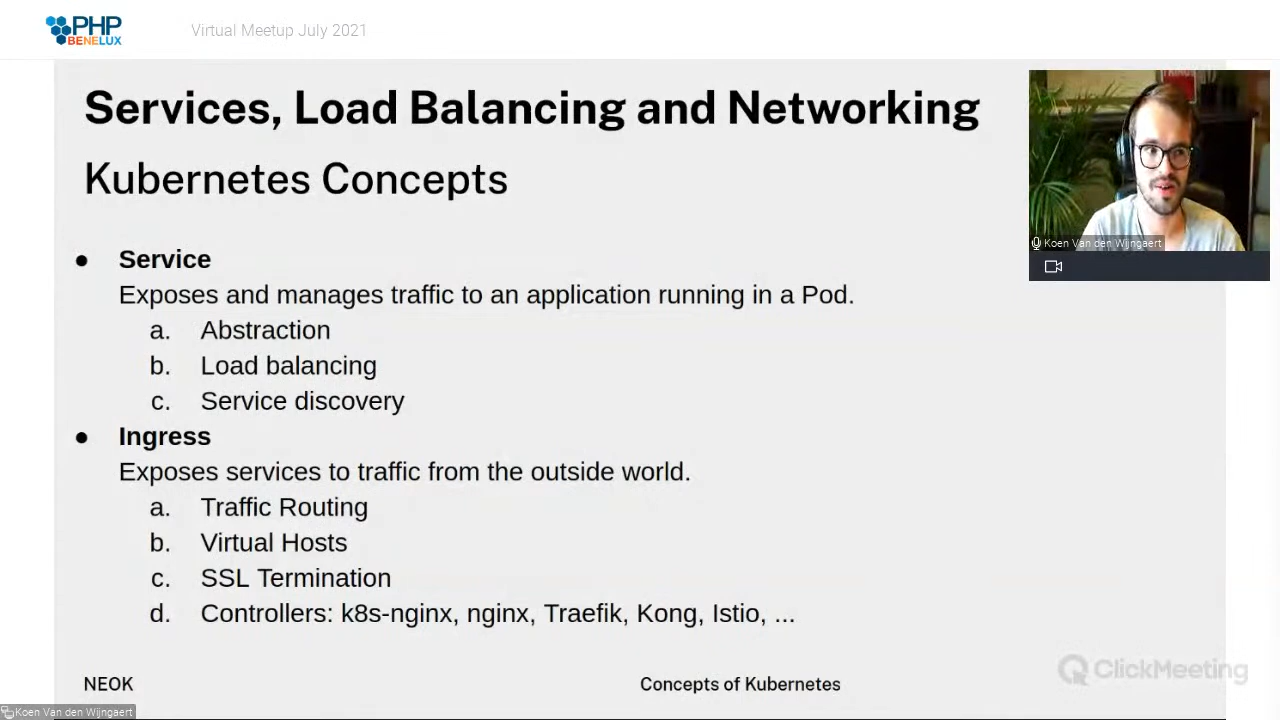 PHP
BENELUX
Virtual Meetup July 2021
Services, Load Balancing and Networking
Kubernetes Concepts
● Service
Exposes and manages traffic to an application running in a Pod.
a. Abstraction
b. Load balancing
c. Service discovery
● Ingress
Exposes services to traffic from the outside world.
a. Traffic Routing
b. Virtual Hosts
c. SSL Termination
d. Controllers: k8s-nginx, nginx, Traefik, Kong, Istio, ...
NEOK
Concepts of Kubernetes
Koen Van den Wijngaert
ClickMeeting
Koen Van den Wijngaert